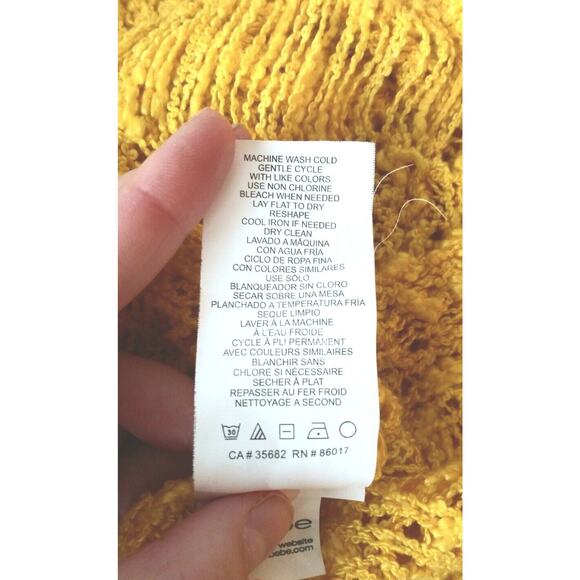 MACHINE WASH COLD
GENTLE CYCLE
WITH LIKE COLORS
USE NON CHLORINE
BLEACH WHEN NEEDED
LAY FLAT TO DRY
RESHAPE
COOL IRON IF NEEDED
DRY CLEAN
LAVADO A MÁQUINA
CON AGUA FRÍA
CICLO DE ROPA FINA
CON COLORES SIMILARES
USE SÓLO
BLANQUEADOR SIN CLORO
SECAR SOBRE UNA MESA
PLANCHADO A TEMPERATURA FRÍA
SEQUE LIMPIO
LAVER À LA MACHINE
À L'EAU FROIDE
CYCLE À PLI PERMANENT
AVEC COULEURS SIMILAIRES
BLANCHIR SANS
CHLORE SI NÉCESSAIRE
SECHER À PLAT
REPASSER AU FER FROID
NETTOYAGE A SECOND
30
CA # 35682 RN # 86017
website
bebe.com